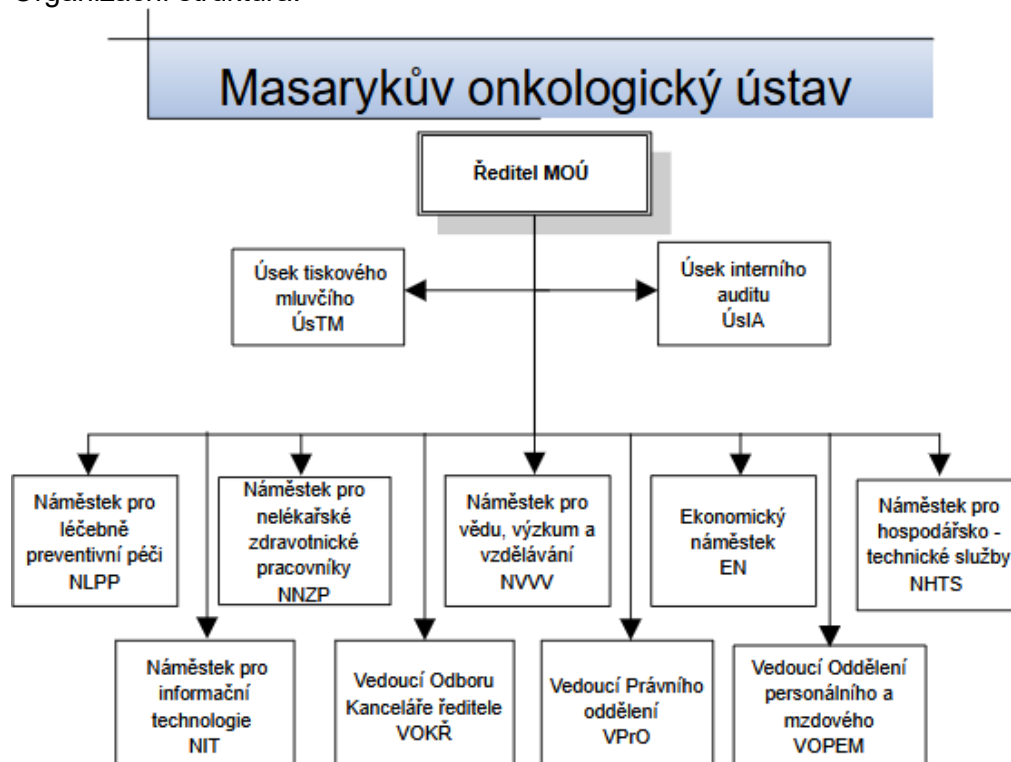 Organizační struktura:
Masarykův onkologický ústav
Ředitel MOÚ
Úsek tiskového
mluvčího
ÚsTM
Úsek interního
auditu
ÚsIA
Náměstek pro
léčebně
preventivní péči
NLPP
Náměstek pro
nelékařské
zdravotnické
pracovníky
NNZP
Náměstek pro
vědu, výzkum a
vzdělávání
NVVV
Ekonomický
náměstek
EN
Náměstek pro
hospodářsko -
technické služby
NHTS
Náměstek pro
informační
technologie
NIT
Vedoucí Odboru
Kanceláře ředitele
VOKŘ
Vedoucí Právního
oddělení
VPrO
Vedoucí Oddělení
personálního a
mzdového
VOPEM